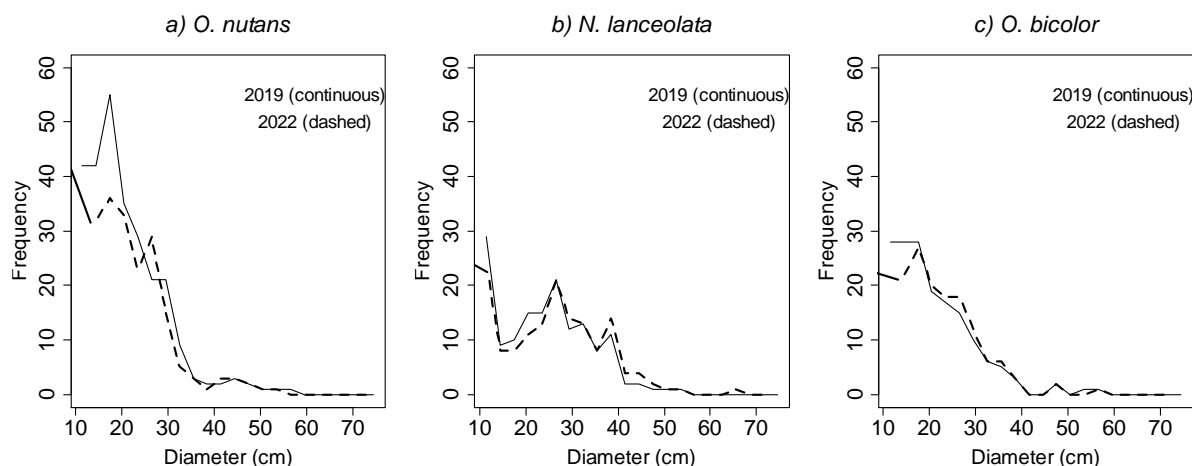 a) O. nutans
b) N. lanceolata
c) O. bicolor
60
50
40
30
20
10
0
Frequency
2019 (continuous)
2022 (dashed)
10 20 30 40 50 60 70
Diameter (cm)
60
50
40
30
20
10
0
Frequency
2019 (continuous)
2022 (dashed)
10 20 30 40 50 60 70
Diameter (cm)
60
50
40
30
20
10
0
Frequency
2019 (continuous)
2022 (dashed)
10 20 30 40 50 60 70
Diameter (cm)